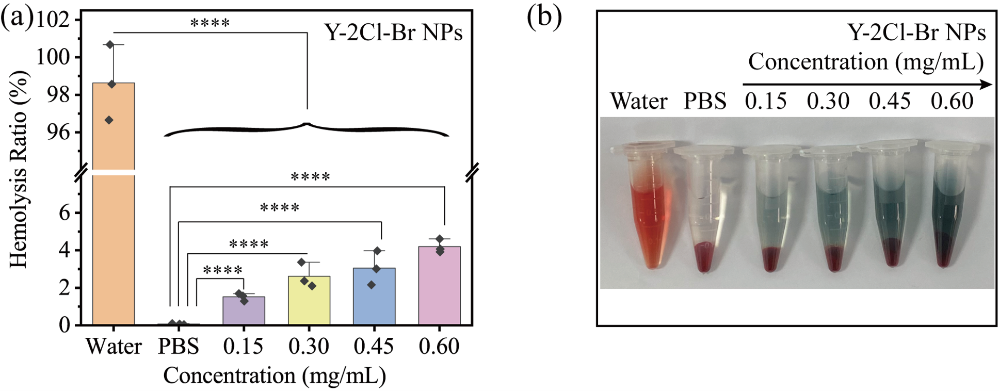 (a)
102
100
98
96
6
4
2
0
Hemolysis Ratio (%)
Y-2Cl-Br NPs
****
****
****
****
****
Water PBS 0.15 0.30 0.45 0.60
Concentration (mg/mL)
(b)
Y-2Cl-Br NPs
Concentration (mg/mL)
Water PBS 0.15 0.30 0.45 0.60